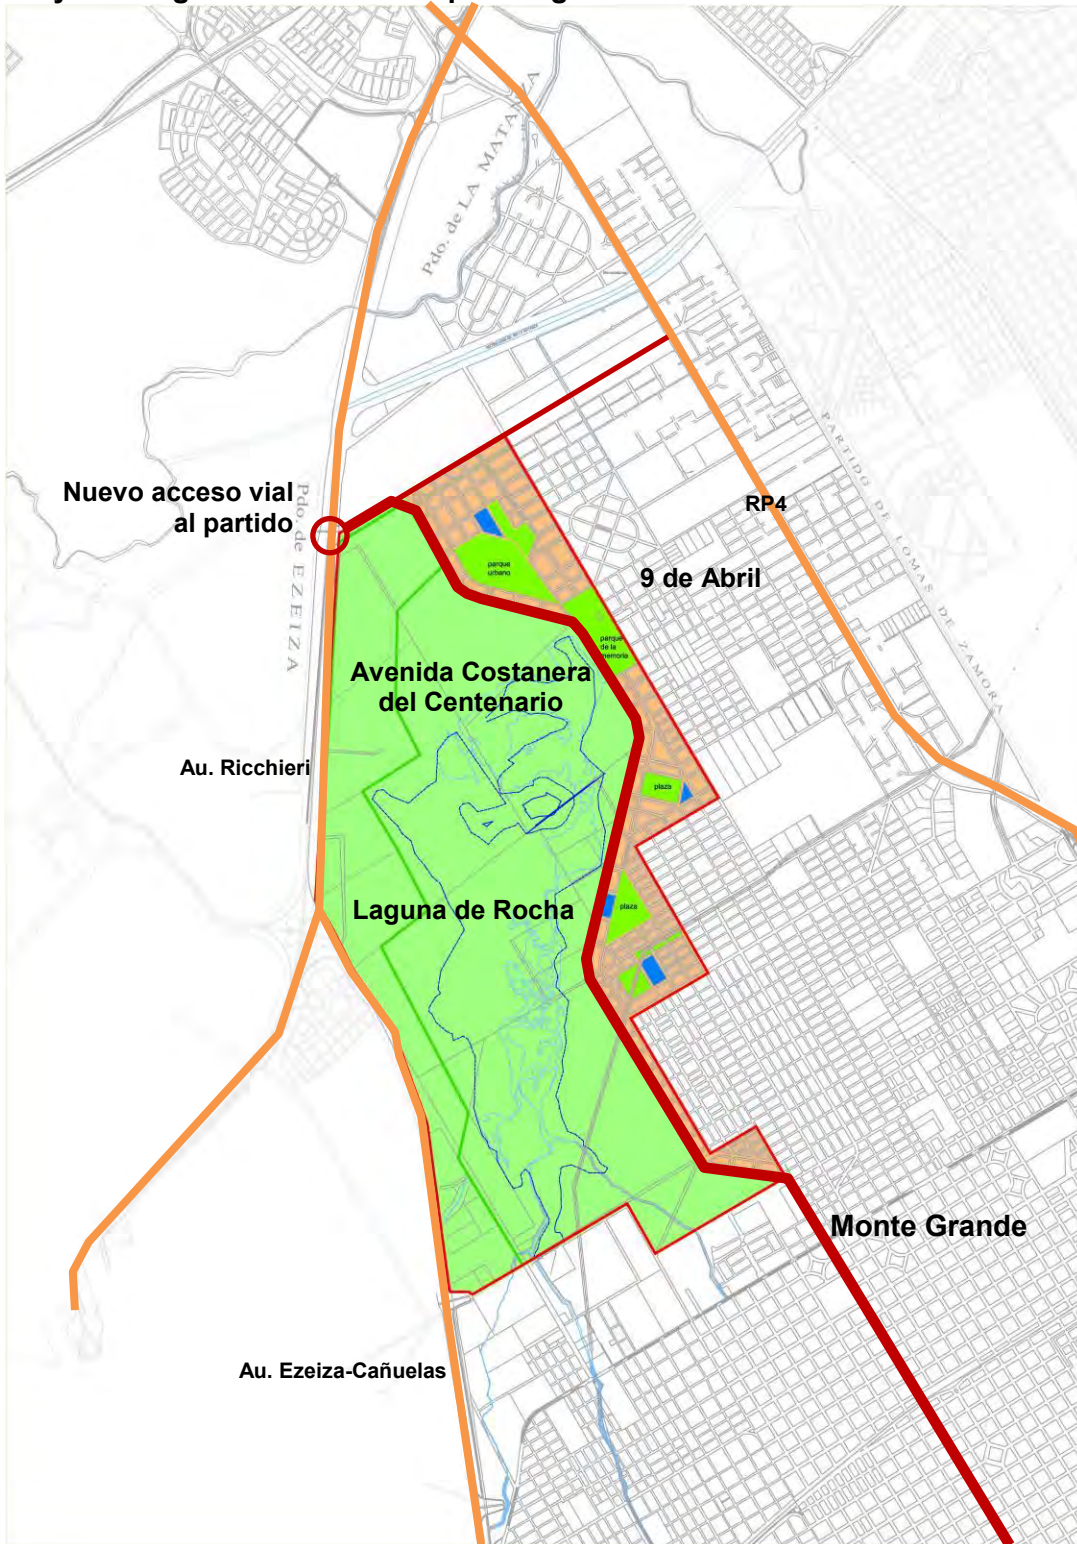 Pdo. de LA MATANZA
Nuevo acceso vial
al partido
Pdo. de EZEIZA
RP4
PARTIDO DE LOMAS DE ZAMORA
parque
urbano
9 de Abril
parque
de la
memoria
Avenida Costanera
del Centenario
Au. Ricchieri
plaza
Laguna de Rocha
plaza
Monte Grande
Au. Ezeiza-Cañuelas